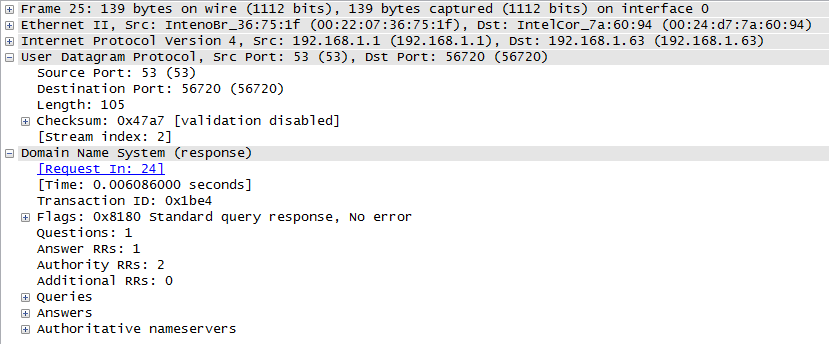 Frame 25: 139 bytes on wire (1112 bits), 139 bytes captured (1112 bits) on interface 0
Ethernet II, Src: IntenoBr_36:75:1f (00:22:07:36:75:1f), Dst: IntelCor_7a:60:94 (00:24:d7:7a:60:94)
Internet Protocol Version 4, Src: 192.168.1.1 (192.168.1.1), Dst: 192.168.1.63 (192.168.1.63)
User Datagram Protocol, Src Port: 53 (53), Dst Port: 56720 (56720)
Source Port: 53 (53)
Destination Port: 56720 (56720)
Length: 105
Checksum: 0x47a7 [validation disabled]
[Stream index: 2]
Domain Name System (response)
[Request In: 24]
[Time: 0.006086000 seconds]
Transaction ID: 0x1be4
Flags: 0x8180 Standard query response, No error
Questions: 1
Answer RRs: 1
Authority RRs: 2
Additional RRs: 0
Queries
Answers
Authoritative nameservers